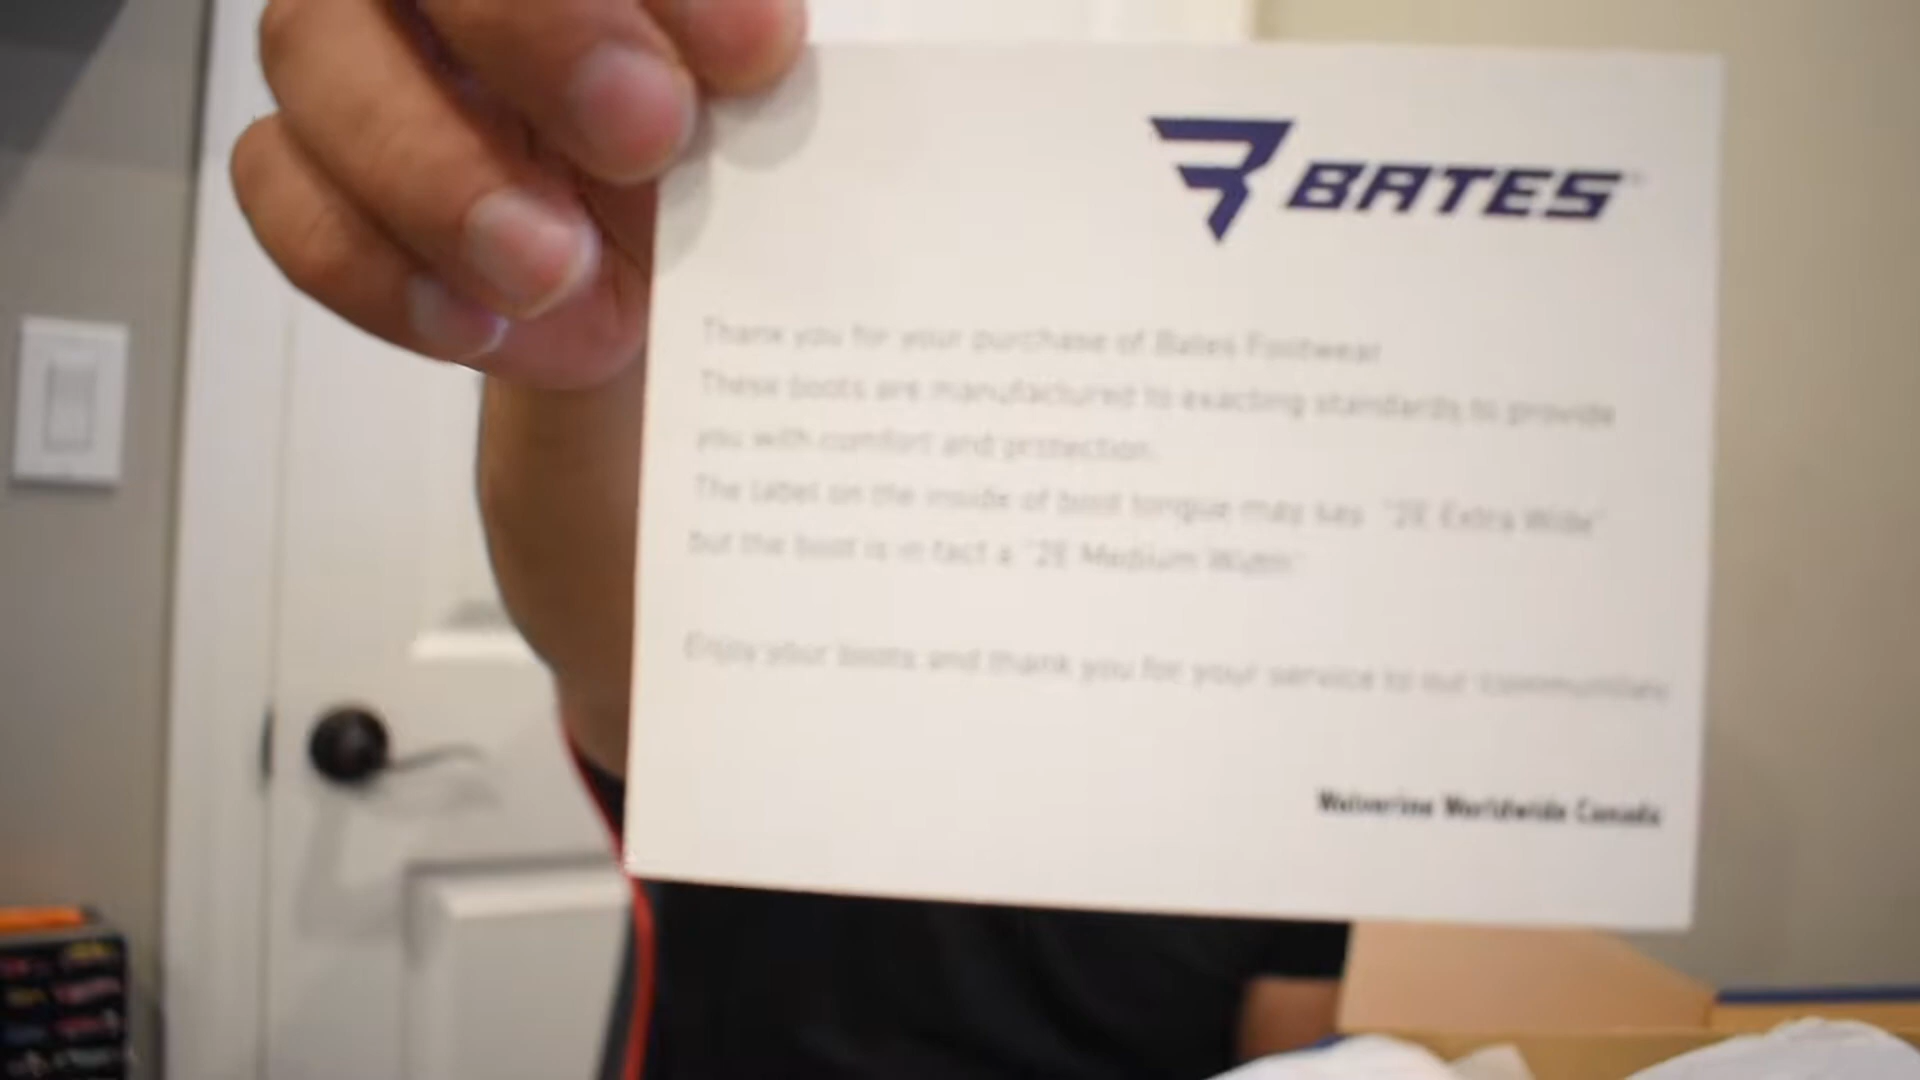 BATES
Thank you for your purchase of Bates Footwear
These boots are manufactured to exacting standards to provide
you with comfort and protection.
The label on the inside of boot tongue may say "2E Extra Wide"
but the boot is in fact a "2E Medium Width"
Enjoy your boots and thank you for your service to our communities
Wolverine Worldwide Canada